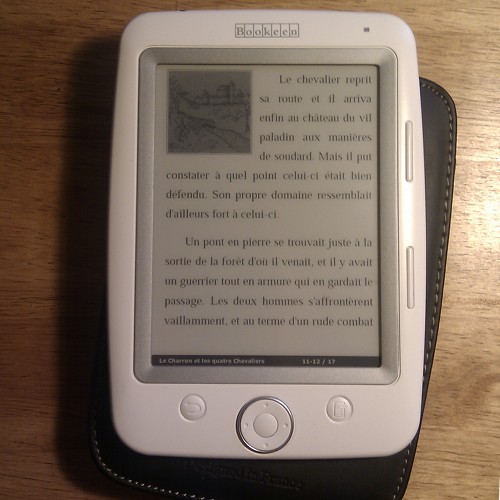 Bookeen
Le chevalier reprit
sa route et il arriva
enfin au château du vil
paladin aux manières
de soudard. Mais il put
constater à quel point celui-ci était bien
défendu. Son propre domaine ressemblait
d'ailleurs fort à celui-ci.
Un pont en pierre se trouvait juste à la
sortie de la forêt d'où il venait, et il y avait
un guerrier tout en armure qui en gardait le
passage. Les deux hommes s'affrontèrent
vaillamment, et au terme d'un rude combat
Le Charron et les quatre Chevaliers 11-12 / 17
Designed in France